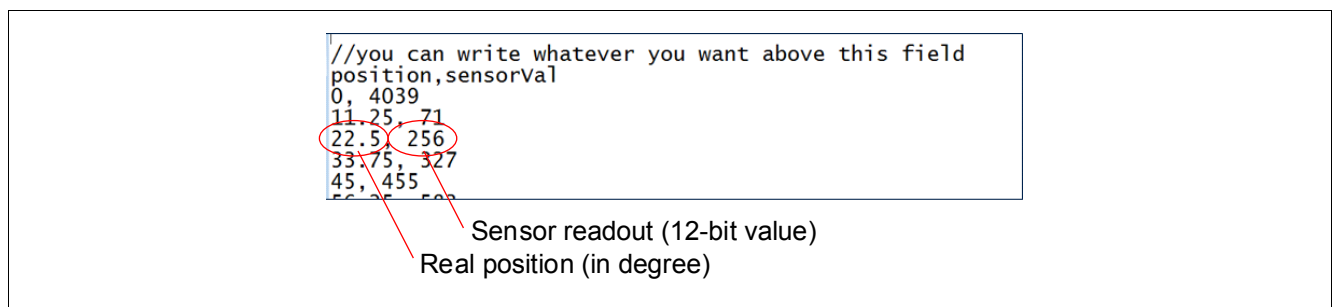 //you can write whatever you want above this field
position,sensorVal
0, 4039
11.25, 71
22.5, 256
33.75, 327
45, 455
Sensor readout (12-bit value)
Real position (in degree)